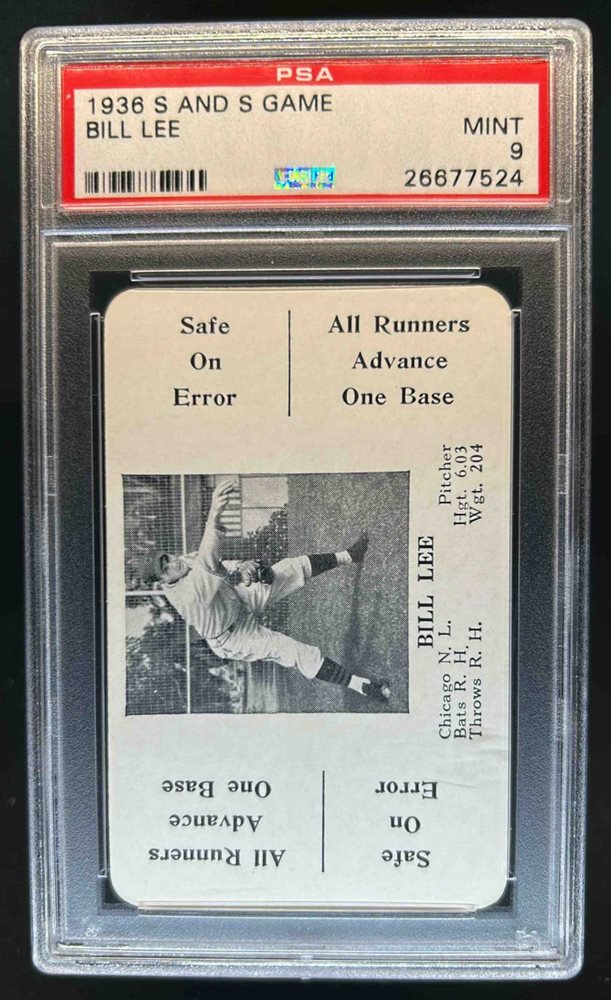 PSA
1936 S AND S GAME
BILL LEE
MINT
9
26677524
Safe
On
Error
All Runners
Advance
One Base
BILL LEE
Chicago N. L. Pitcher
Bats R. H. Hgt. 6.03
Throws R. H. Wgt. 204
Safe
On
Error
All Runners
Advance
One Base